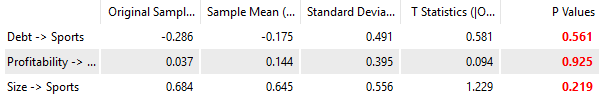 Original Sampl... Sample Mean (... Standard Devia... T Statistics (|O... P Values
Debt -> Sports -0.286 -0.175 0.491 0.581 0.561
Profitability -> ... 0.037 0.144 0.395 0.094 0.925
Size -> Sports 0.684 0.645 0.556 1.229 0.219